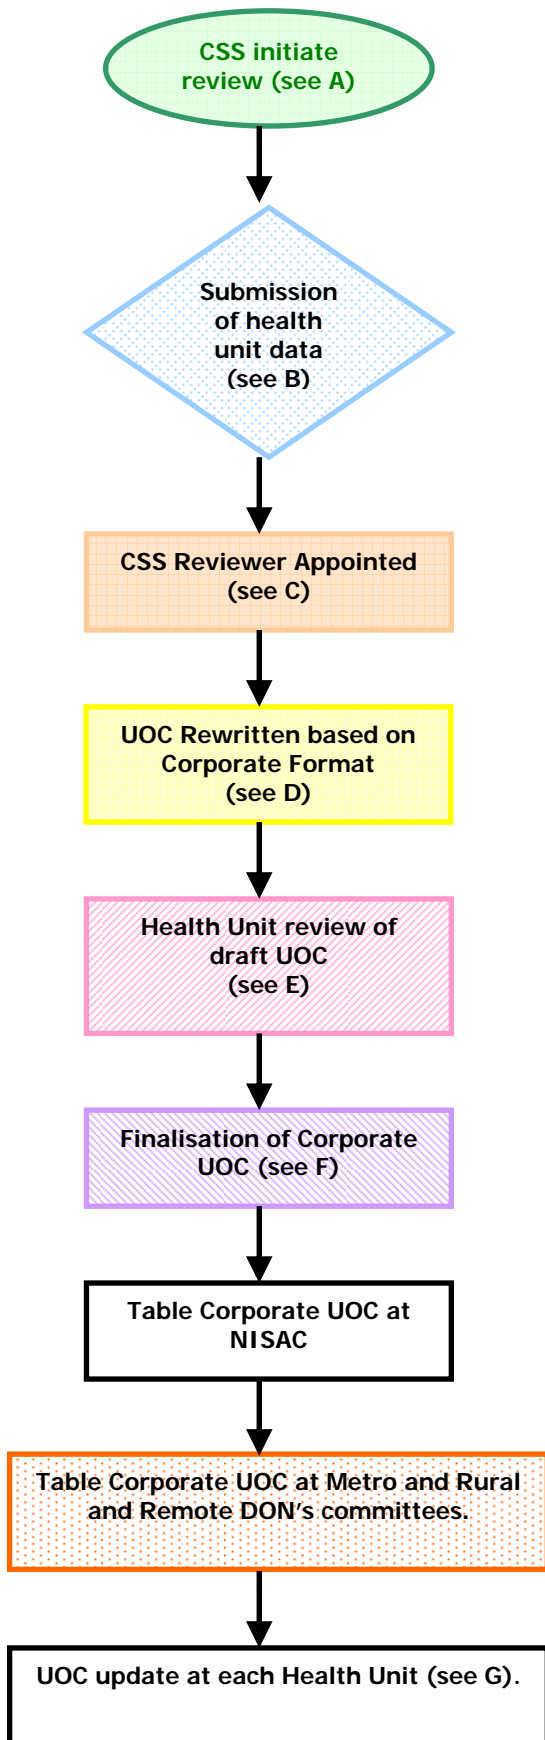 CSS initiate
review (see A)
Submission
of health
unit data
(see B)
CSS Reviewer Appointed
(see C)
UOC Rewritten based on
Corporate Format
(see D)
Health Unit review of
draft UOC
(see E)
Finalisation of Corporate
UOC (see F)
Table Corporate UOC at
NISAC
Table Corporate UOC at Metro and Rural
and Remote DON's committees.
UOC update at each Health Unit (see G).